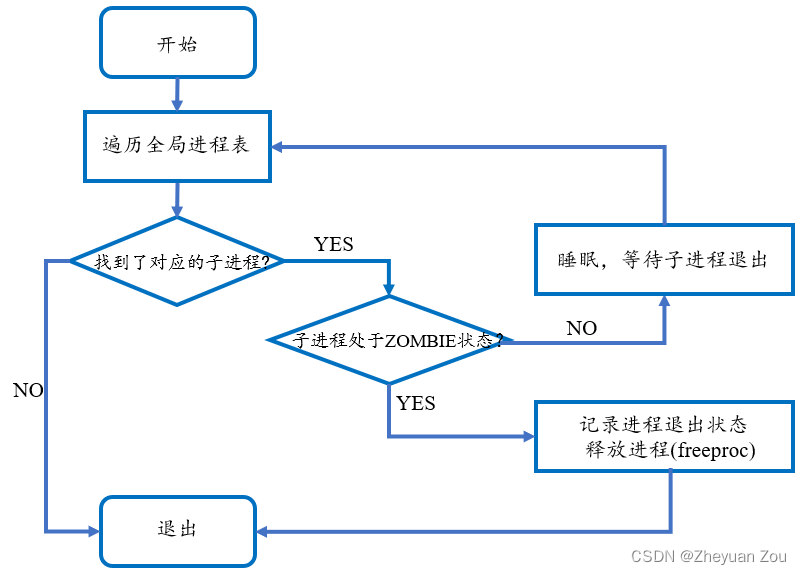 开始
遍历全局进程表
找到了对应的子进程?
YES
睡眠，等待子进程退出
子进程处于ZOMBIE状态?
NO
NO
YES
记录进程退出状态
释放进程(freeproc)
退出
CSDN @Zheyuan Zou